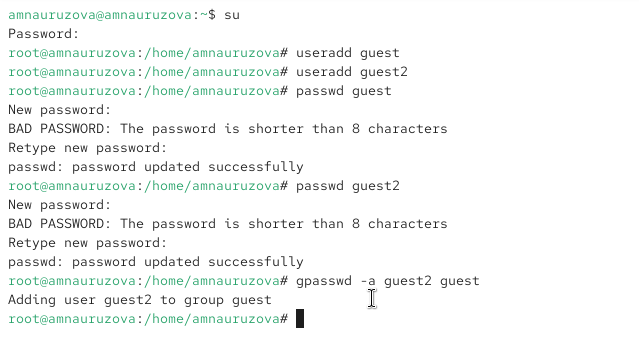 amnauruzova@amnauruzova:~$ su
Password:
root@amnauruzova:/home/amnauruzova# useradd guest
root@amnauruzova:/home/amnauruzova# useradd guest2
root@amnauruzova:/home/amnauruzova# passwd guest
New password:
BAD PASSWORD: The password is shorter than 8 characters
Retype new password:
passwd: password updated successfully
root@amnauruzova:/home/amnauruzova# passwd guest2
New password:
BAD PASSWORD: The password is shorter than 8 characters
Retype new password:
passwd: password updated successfully
root@amnauruzova:/home/amnauruzova# gpasswd -a guest2 guest
Adding user guest2 to group guest
root@amnauruzova:/home/amnauruzova#